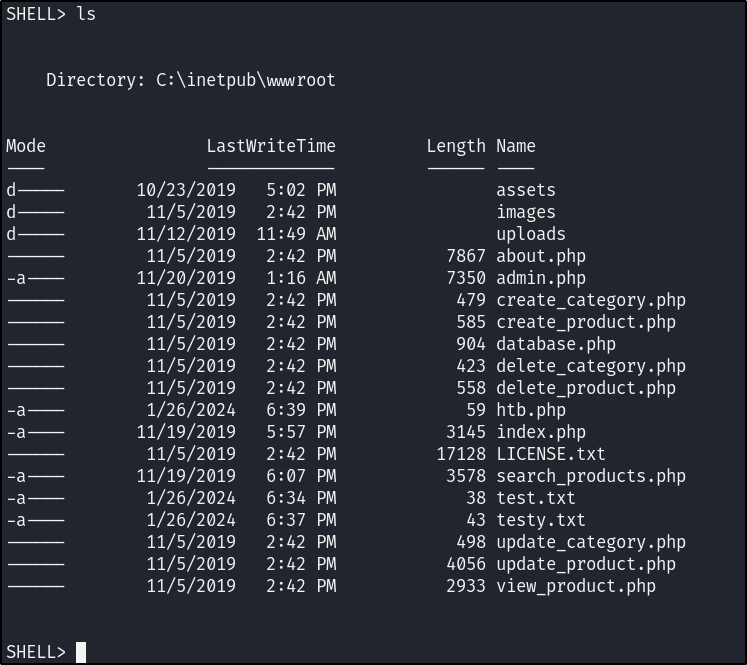 SHELL> ls
Directory: C:\inetpub\wwwroot
Mode                LastWriteTime         Length Name
----                -------------         ------ ----
d-----       10/23/2019   5:02 PM                assets
d-----        11/5/2019   2:42 PM                images
d-----       11/12/2019  11:49 AM                uploads
------        11/5/2019   2:42 PM           7867 about.php
-a----       11/20/2019   1:16 AM           7350 admin.php
------        11/5/2019   2:42 PM            479 create_category.php
------        11/5/2019   2:42 PM            585 create_product.php
------        11/5/2019   2:42 PM            904 database.php
------        11/5/2019   2:42 PM            423 delete_category.php
------        11/5/2019   2:42 PM            558 delete_product.php
-a----        1/26/2024   6:39 PM             59 htb.php
-a----       11/19/2019   5:57 PM           3145 index.php
------        11/5/2019   2:42 PM          17128 LICENSE.txt
-a----       11/19/2019   6:07 PM           3578 search_products.php
-a----        1/26/2024   6:34 PM             38 test.txt
-a----        1/26/2024   6:37 PM             43 testy.txt
------        11/5/2019   2:42 PM            498 update_category.php
------        11/5/2019   2:42 PM           4056 update_product.php
------        11/5/2019   2:42 PM           2933 view_product.php
SHELL>